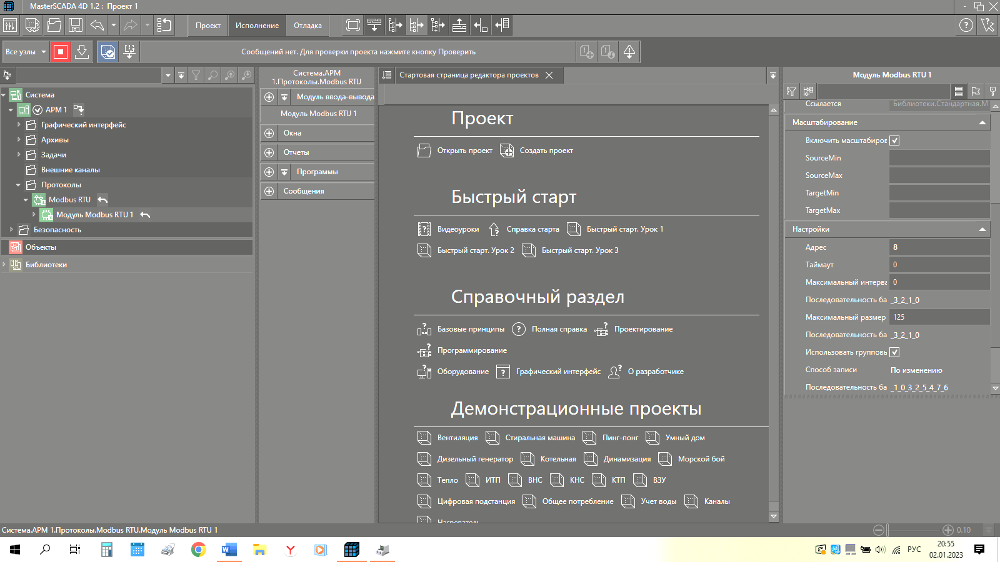 MasterSCADA 4D 1.2 : Проект 1
Проект
Исполнение
Отладка
Все узлы
Сообщений нет. Для проверки проекта нажмите кнопку Проверить
Система
АРМ 1
Графический интерфейс
Архивы
Задачи
Внешние каналы
Протоколы
Modbus RTU
Модуль Modbus RTU 1
Безопасность
Объекты
Библиотеки
Система.АРМ
1.Протоколы.Modbus RTU
Модуль ввода-вывода
Модуль Modbus RTU 1
Окна
Отчеты
Программы
Сообщения
Стартовая страница редактора проектов
Проект
Открыть проект Создать проект
Быстрый старт
Видеоуроки Справка старта Быстрый старт. Урок 1
Быстрый старт. Урок 2 Быстрый старт. Урок 3
Справочный раздел
Базовые принципы Полная справка Проектирование
Программирование
Оборудование Графический интерфейс О разработчике
Демонстрационные проекты
Вентиляция Стиральная машина Пинг-понг Умный дом
Дизельный генератор Котельная Динамизация Морской бой
Тепло ИТП ВНС КНС КТП ВЗУ
Цифровая подстанция Общее потребление Учет воды Каналы
Нагреватель
Модуль Modbus RTU 1
Ссылается Библиотеки.Стандартная.М
Масштабирование
Включить масштабиров
SourceMin
SourceMax
TargetMin
TargetMax
Настройки
Адрес 8
Таймаут 0
Максимальный интерва 0
Последовательность ба _3_2_1_0
Максимальный размер 125
Последовательность ба _3_2_1_0
Использовать групповы
Способ записи По изменению
Последовательность ба _1_0_3_2_5_4_7_6
Система.АРМ 1.Протоколы.Modbus RTU.Модуль Modbus RTU 1
0.10
РУС
20:55
02.01.2023